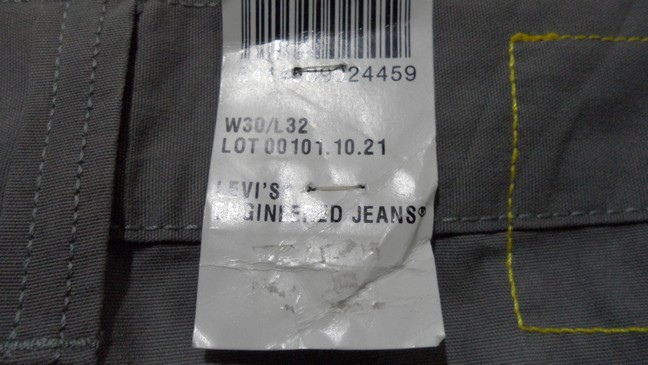 24459
W30/L32
LOT 00101.10.21
LEVI'S
ENGINEERED JEANS®